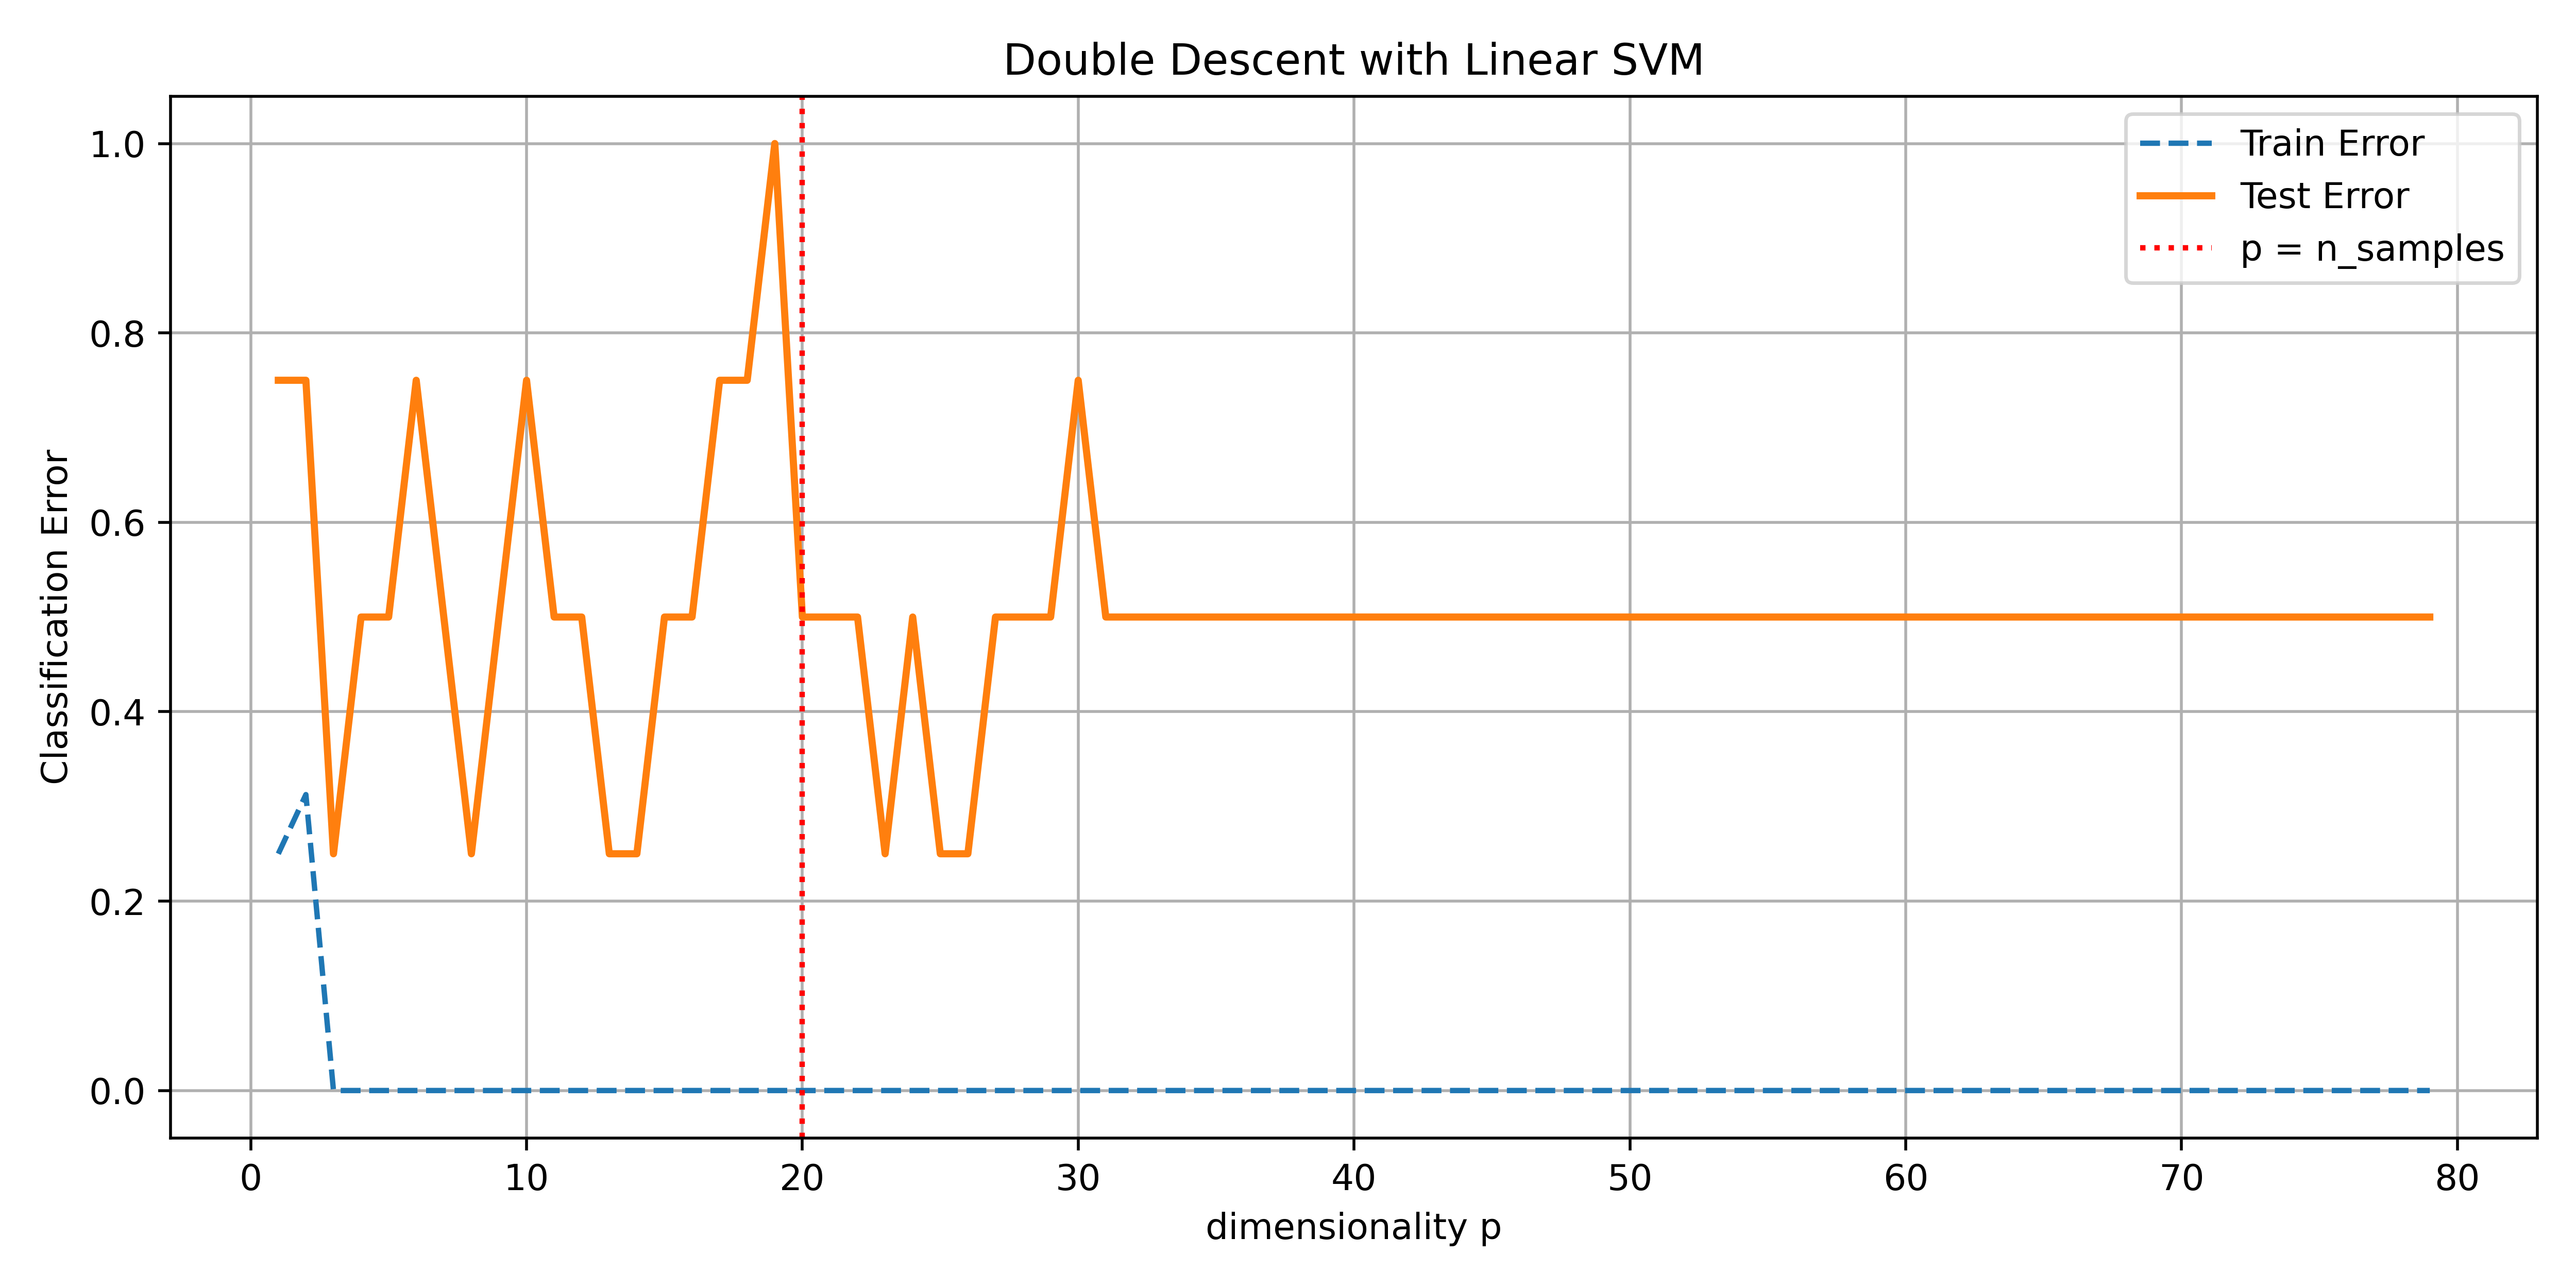 Double Descent with Linear SVM
Classification Error
1.0
0.8
0.6
0.4
0.2
0.0
Train Error
Test Error
p = n_samples
0 10 20 30 40 50 60 70 80
dimensionality p